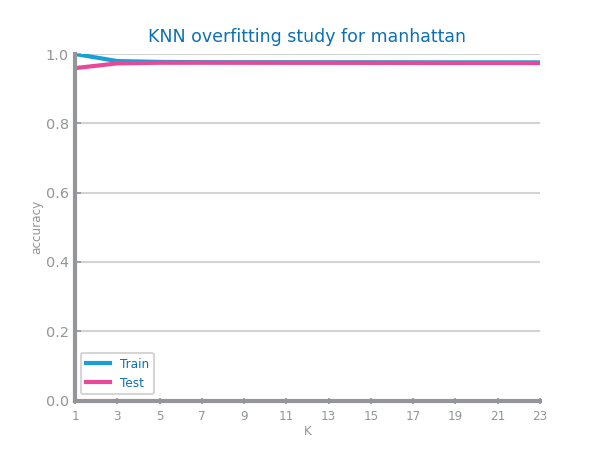 KNN overfitting study for manhattan
1.0
0.8
0.6
0.4
0.2
0.0
accuracy
Train
Test
1 3 5 7 9 11 13 15 17 19 21 23
K